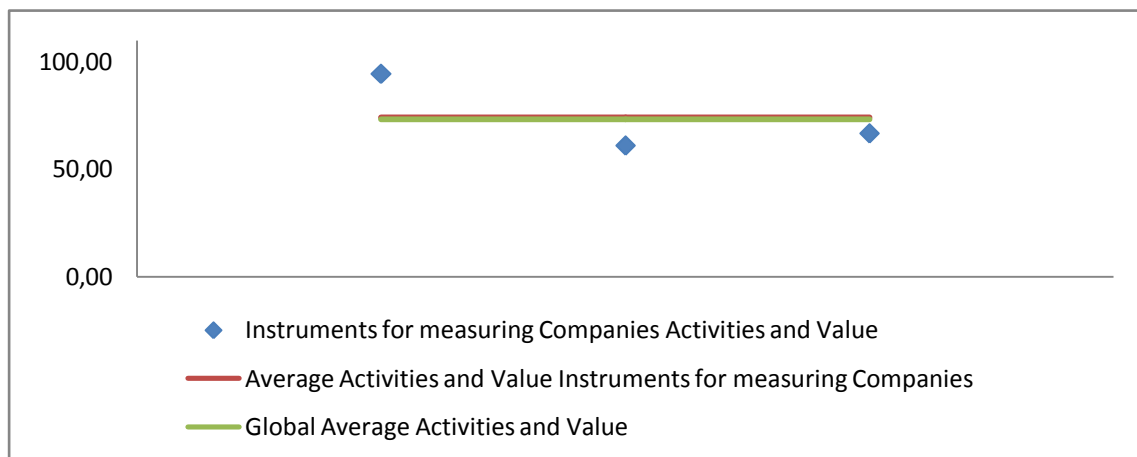 100,00
50,00
0,00
Instruments for measuring Companies Activities and Value
Average Activities and Value Instruments for measuring Companies
Global Average Activities and Value